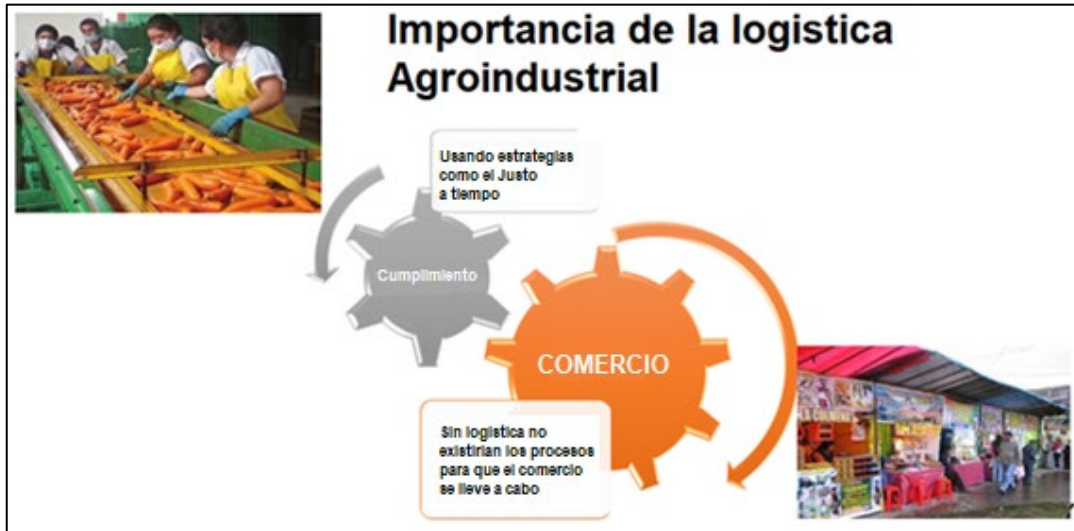 Importancia de la logistica
Agroindustrial
Usando estrategias
como el Justo
a tiempo
Cumplimiento
COMERCIO
Sin logistica no
existirian los procesos
para que el comercio
se lleve a cabo